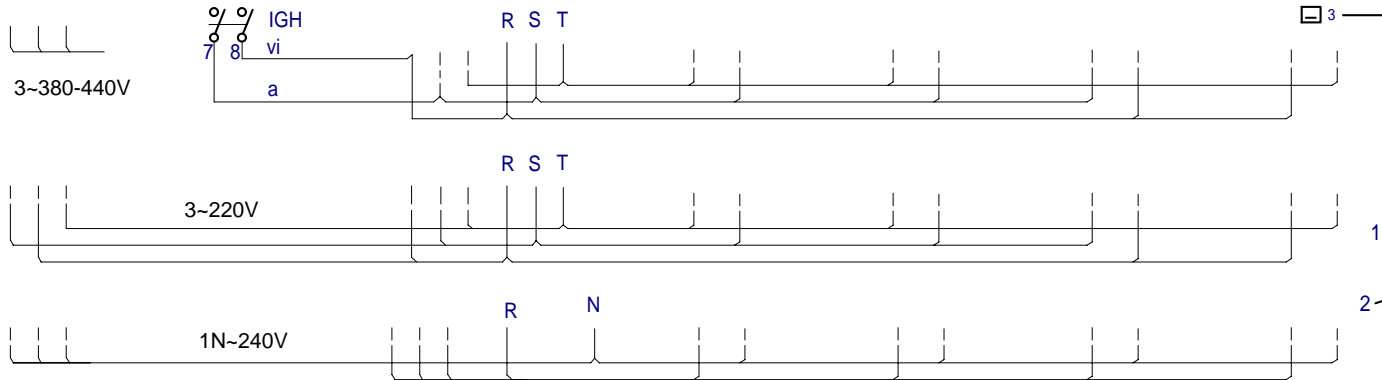 IGH
R S T
3
7 8 vi
3~380-440V
a
R S T
3~220V
1
R N
2
1N~240V